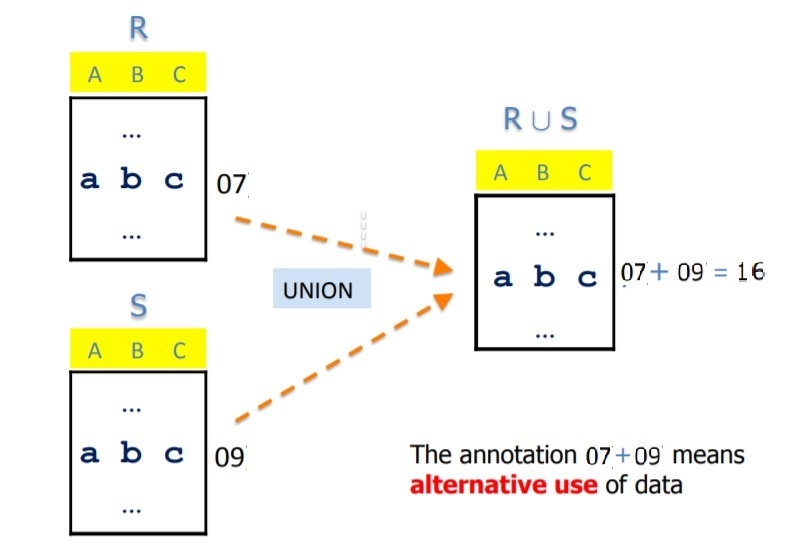 R
A B C
...
a b c 07
...
UNION
S
A B C
...
a b c 09
...
R ∪ S
A B C
...
a b c 07 + 09 = 16
...
The annotation 07 + 09 means
alternative use of data